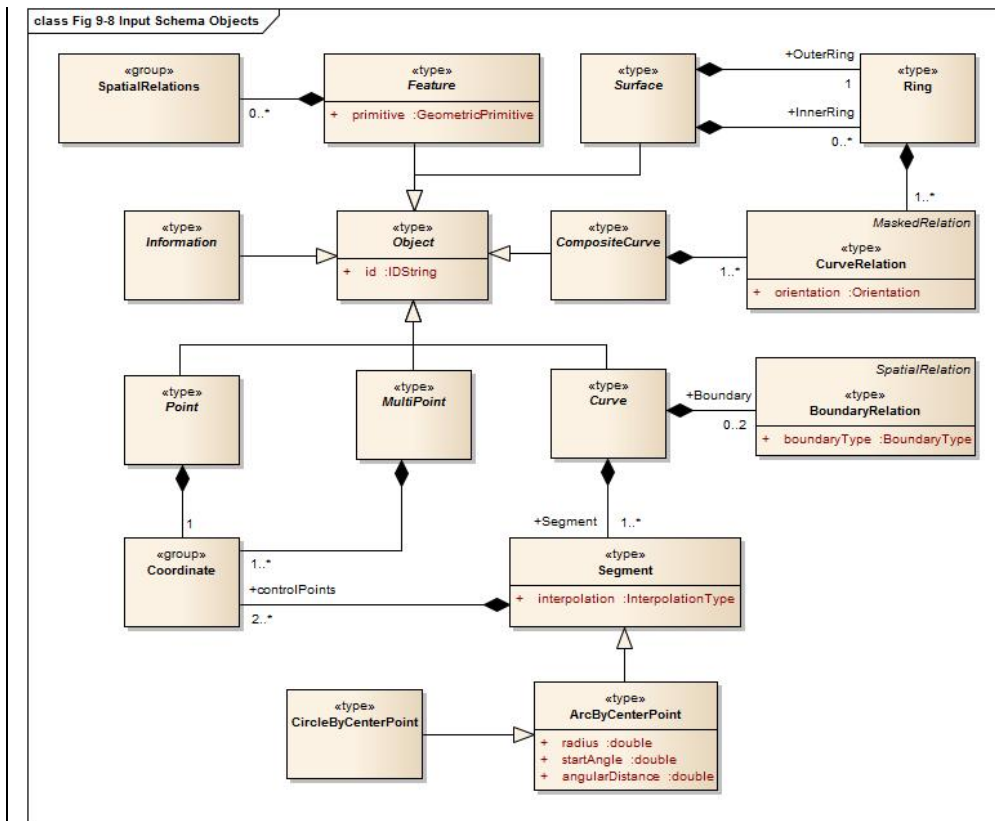 class Fig 9-8 Input Schema Objects
«group»
SpatialRelations
0..*
«type»
Feature
+ primitive :GeometricPrimitive
«type»
Surface
+OuterRing
1
+InnerRing
0..*
«type»
Ring
1..*
«type»
Information
«type»
Object
+ id :IDString
«type»
CompositeCurve
1..*
MaskedRelation
«type»
CurveRelation
+ orientation :Orientation
«type»
Point
«type»
MultiPoint
«type»
Curve
+Boundary
0..2
SpatialRelation
«type»
BoundaryRelation
+ boundaryType :BoundaryType
1
«group»
Coordinate
1..*
+controlPoints
2..*
+Segment
1..*
«type»
Segment
+ interpolation :InterpolationType
«type»
CircleByCenterPoint
«type»
ArcByCenterPoint
+ radius :double
+ startAngle :double
+ angularDistance :double